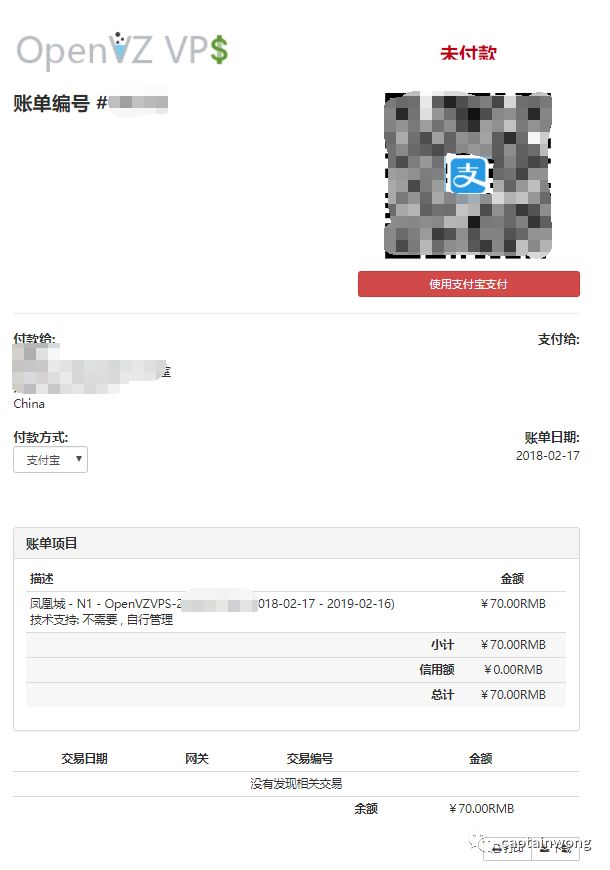 OpenVZ VP$
未付款
账单编号 #
支
使用支付宝支付
付款给:
支付给:
室
China
付款方式:
账单日期:
支付宝
2018-02-17
账单项目
描述 金额
凤凰城 - N1 - OpenVZVPS-2 018-02-17 - 2019-02-16) ¥70.00RMB
技术支持: 不需要 , 自行管理
小计 ¥70.00RMB
信用额 ¥0.00RMB
总计 ¥70.00RMB
交易日期 网关 交易编号 金额
没有发现相关交易
余额 ¥70.00RMB
captainwong
打印 下载